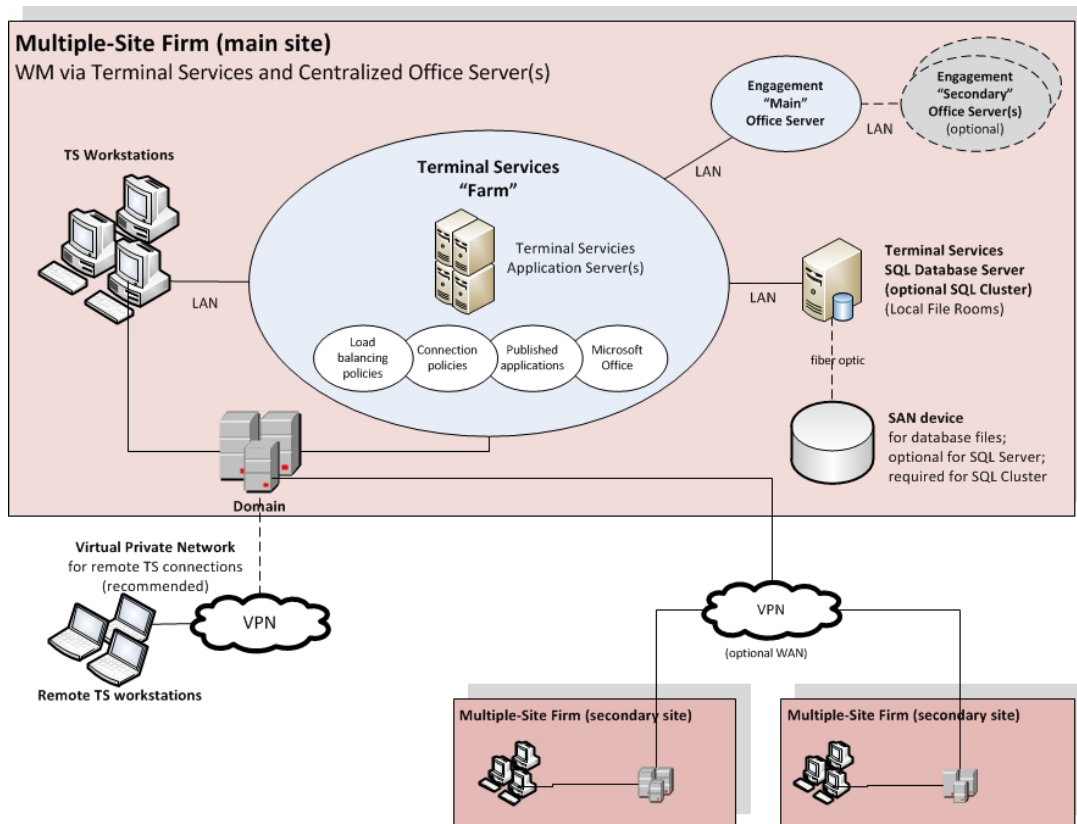 Multiple-Site Firm (main site)
WM via Terminal Services and Centralized Office Server(s)
Engagement
“Main”
Office Server
LAN
Engagement
“Secondary”
Office Server(s)
(optional)
LAN
TS Workstations
LAN
Terminal Services
“Farm”
Terminal Servicies
Application Server(s)
Load
balancing
policies
Connection
policies
Published
applications
Microsoft
Office
LAN
Terminal Services
SQL Database Server
(optional SQL Cluster)
(Local File Rooms)
fiber optic
SAN device
for database files;
optional for SQL Server;
required for SQL Cluster
Domain
Virtual Private Network
for remote TS connections
(recommended)
VPN
Remote TS workstations
VPN
(optional WAN)
Multiple-Site Firm (secondary site)
Multiple-Site Firm (secondary site)